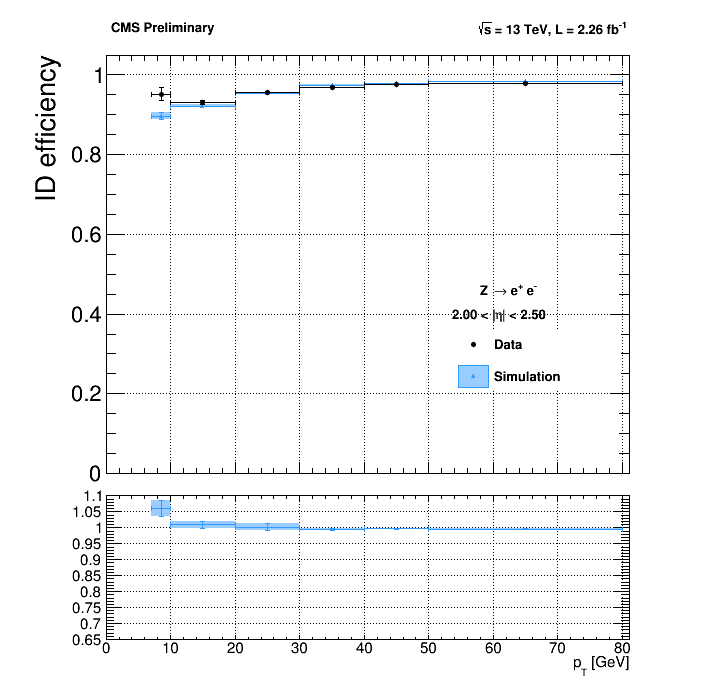 CMS Preliminary
√s = 13 TeV, L = 2.26 fb⁻¹
ID efficiency
1
0.8
0.6
0.4
0.2
0
Z → e⁺ e⁻
2.00 < |η| < 2.50
Data
Simulation
1.1
1.05
1
0.95
0.9
0.85
0.8
0.75
0.7
0.65
0 10 20 30 40 50 60 70 80
p_T [GeV]